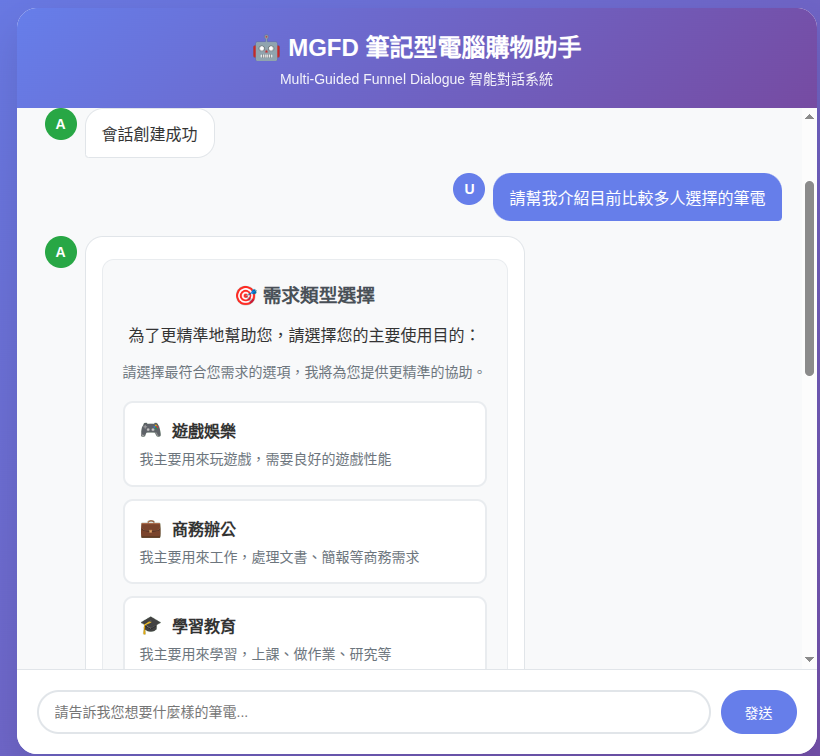 🤖 MGFD 筆記型電腦購物助手
Multi-Guided Funnel Dialogue 智能對話系統
A
會話創建成功
U
請幫我介紹目前比較多人選擇的筆電
A
🎯 需求類型選擇
為了更精準地幫助您，請選擇您的主要使用目的：
請選擇最符合您需求的選項，我將為您提供更精準的協助。
🎮 遊戲娛樂
我主要用來玩遊戲，需要良好的遊戲性能
💼 商務辦公
我主要用來工作，處理文書、簡報等商務需求
🎓 學習教育
我主要用來學習，上課、做作業、研究等
請告訴我您想要什麼樣的筆電...
發送